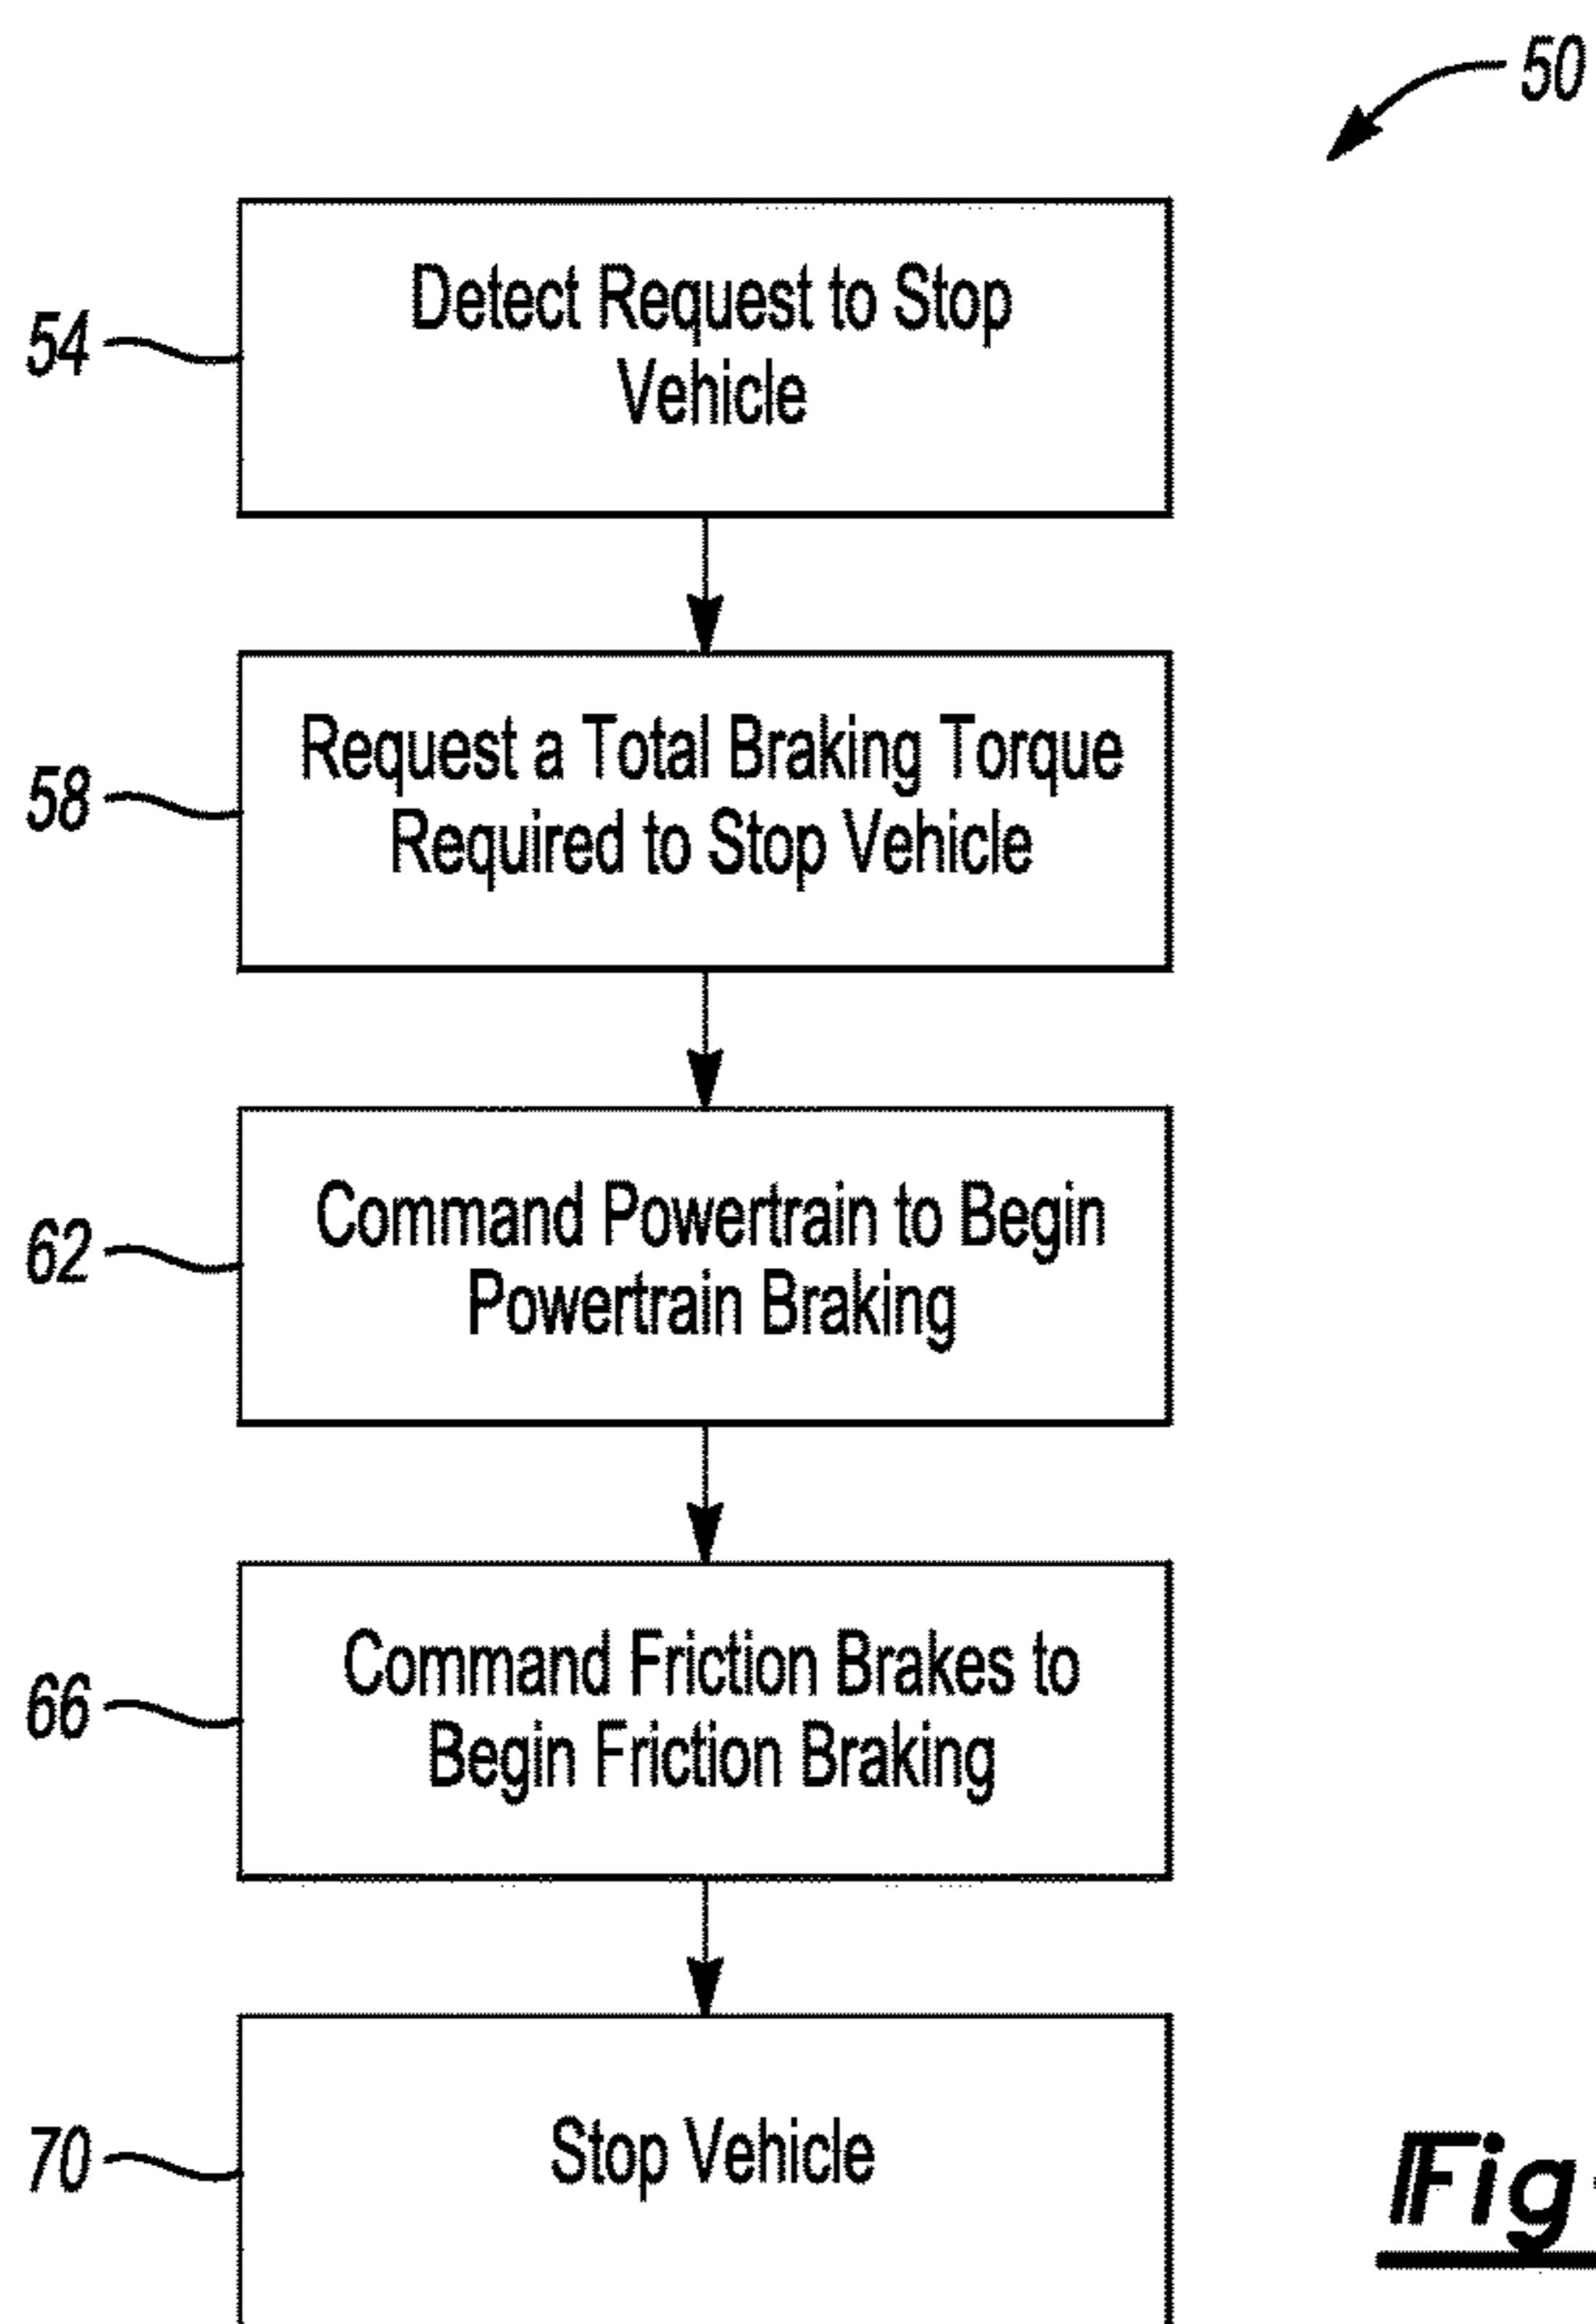 50
54
Detect Request to Stop
Vehicle
58
Request a Total Braking Torque
Required to Stop Vehicle
62
Command Powertrain to Begin
Powertrain Braking
66
Command Friction Brakes to
Begin Friction Braking
70
Stop Vehicle
Fig